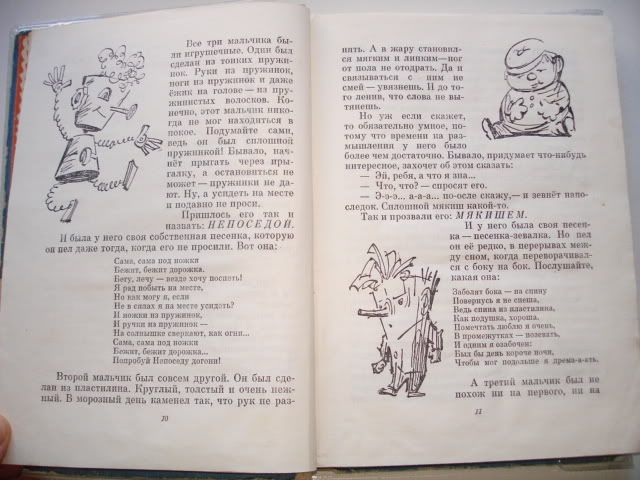 Все три мальчика бы-
ли игрушечные. Один был
сделан из тонких пружи-
нок. Руки из пружинок,
ноги из пружинок и даже
ёжик на голове — из пру-
жинистых волосков. Ко-
нечно, этот мальчик нико-
гда не мог находиться в
покое. Подумайте сами,
ведь он был сплошной
пружинкой! Бывало, нач-
нёт прыгать через пры-
галку, а остановиться не
может — пружинки не да-
ют. Ну, а усидеть на месте
и подавно не проси.
Пришлось его так и
назвать: НЕПОСЕДОЙ.
И была у него своя собственная песенка, которую
он пел даже тогда, когда его не просили. Вот она:
Сама, сама под ножки
Бежит, бежит дорожка.
Бегу, лечу — везде хочу поспеть!
Я рад побыть на месте,
Но как могу я, если
Не в силах я на месте усидеть?
И ножки из пружинок,
И ручки из пружинок —
На солнышке сверкают, как огни...
Сама, сама под ножки
Бежит, бежит дорожка...
Попробуй Непоседу догони!
Второй мальчик был совсем другой. Он был сде-
лан из пластилина. Круглый, толстый и очень неж-
ный. В морозный день каменел так, что рук не раз-
10
нять. А в жару становил-
ся мягким и липким — ног
от пола не отодрать. Да и
связываться с ним не
смей — увязнешь. И до то-
го ленив, что слова не вы-
тянешь.
Но уж если скажет,
то обязательно умное, по-
тому что времени на раз-
мышления у него было
более чем достаточно. Бывало, придумает что-нибудь
интересное, захочет об этом сказать:
— Эй, ребя, а что я зна...
— Что, что? — спросят его.
— Э-э-э... а-а-а... по-осле скажу,— и зевнёт напо-
следок. Сплошной мякиш какой-то.
Так и прозвали его: МЯКИШЕМ.
И у него была своя песен-
ка — песенка-зевалка. Но пел
он её редко, в перерывах меж-
ду сном, когда переворачивал-
ся с боку на бок. Послушайте,
какая она:
Заболят бока — на спину
Повернусь я не спеша,
Ведь спина из пластилина,
Как подушка, хороша.
Помечтать люблю я очень,
В промежутках — позевать,
И одним я озабочен:
Был бы день короче ночи,
Чтобы мог подольше я дрема-а-ать.
А третий мальчик был не
похож ни на первого, ни на
11